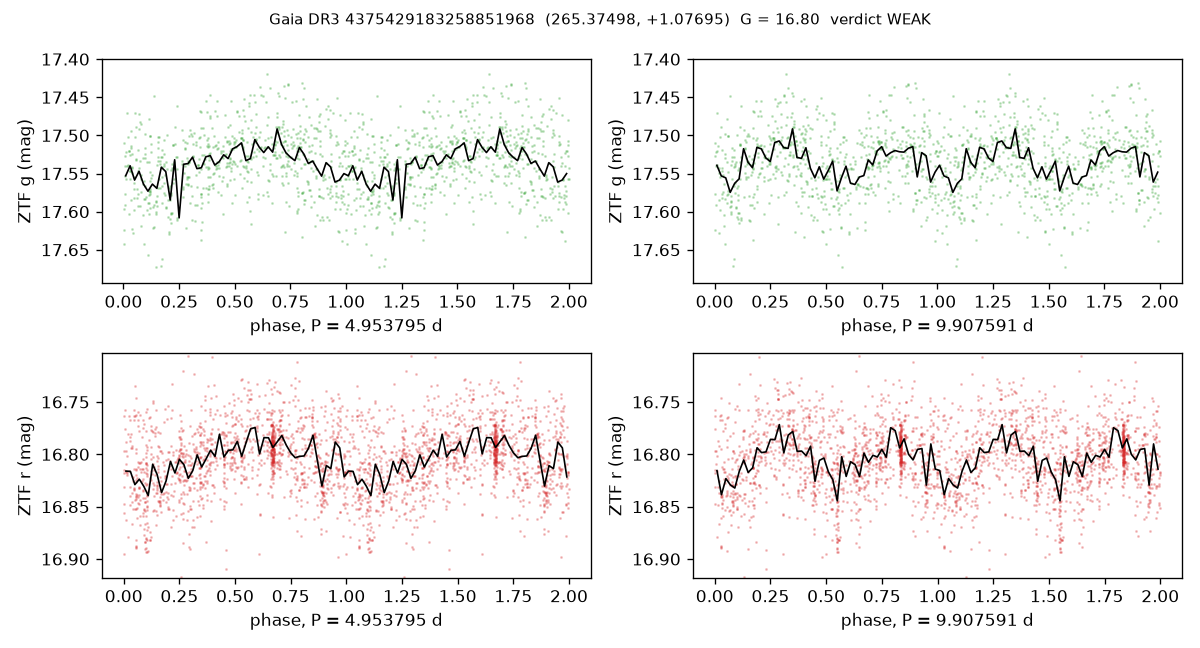 Gaia DR3 4375429183258851968 (265.37498, +1.07695) G = 16.80 verdict WEAK
17.40
17.45
17.50
17.55
17.60
17.65
ZTF g (mag)
0.00 0.25 0.50 0.75 1.00 1.25 1.50 1.75 2.00
phase, P = 4.953795 d
17.40
17.45
17.50
17.55
17.60
17.65
ZTF g (mag)
0.00 0.25 0.50 0.75 1.00 1.25 1.50 1.75 2.00
phase, P = 9.907591 d
16.75
16.80
16.85
16.90
ZTF r (mag)
0.00 0.25 0.50 0.75 1.00 1.25 1.50 1.75 2.00
phase, P = 4.953795 d
16.75
16.80
16.85
16.90
ZTF r (mag)
0.00 0.25 0.50 0.75 1.00 1.25 1.50 1.75 2.00
phase, P = 9.907591 d